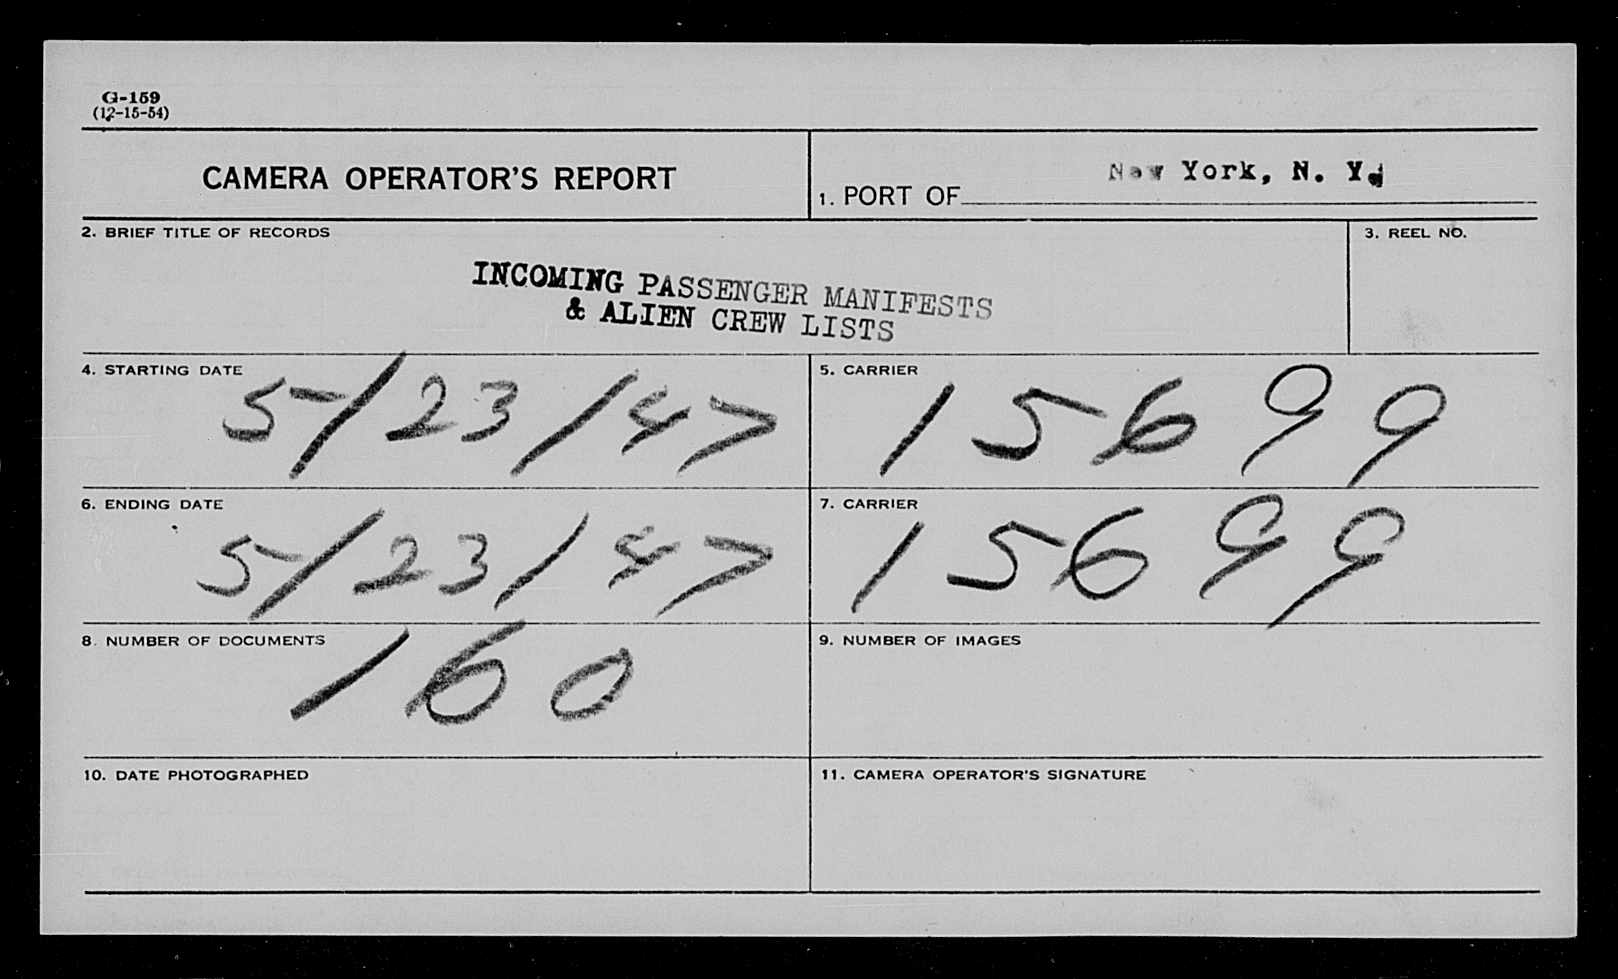 G-159
(12-15-54)
CAMERA OPERATOR'S REPORT
1. PORT OF New York, N. Y.
2. BRIEF TITLE OF RECORDS
3. REEL NO.
INCOMING PASSENGER MANIFESTS
& ALIEN CREW LISTS
4. STARTING DATE
5/23/47
5. CARRIER
15699
6. ENDING DATE
5/23/47
7. CARRIER
15699
8. NUMBER OF DOCUMENTS
160
9. NUMBER OF IMAGES
10. DATE PHOTOGRAPHED
11. CAMERA OPERATOR'S SIGNATURE